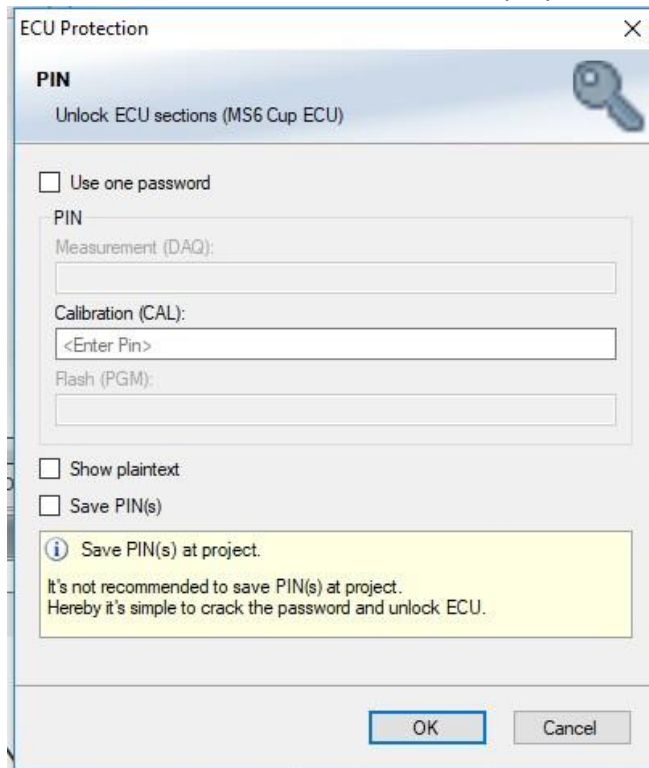 ECU Protection
PIN
Unlock ECU sections (MS6 Cup ECU)
Use one password
PIN
Measurement (DAQ):
Calibration (CAL):
<Enter Pin>
Flash (PGM):
Show plaintext
Save PIN(s)
Save PIN(s) at project.
It's not recommended to save PIN(s) at project.
Hereby it's simple to crack the password and unlock ECU.
OK Cancel